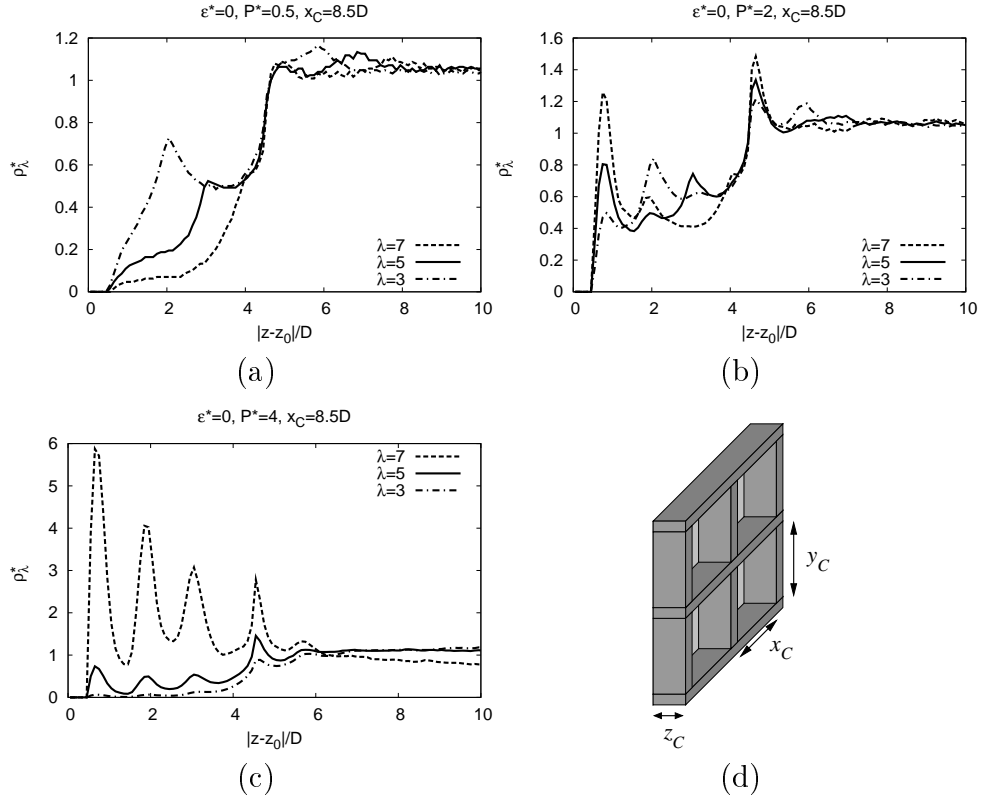 ε*=0, P*=0.5, x_C=8.5D
1.2
1
0.8
0.6
0.4
0.2
0
ρ*_λ
λ=7
λ=5
λ=3
0 2 4 6 8 10
|z-z_0|/D
(a)
ε*=0, P*=2, x_C=8.5D
1.6
1.4
1.2
1
0.8
0.6
0.4
0.2
0
ρ*_λ
λ=7
λ=5
λ=3
0 2 4 6 8 10
|z-z_0|/D
(b)
ε*=0, P*=4, x_C=8.5D
6
5
4
3
2
1
0
ρ*_λ
λ=7
λ=5
λ=3
0 2 4 6 8 10
|z-z_0|/D
(c)
y_C
x_C
z_C
(d)